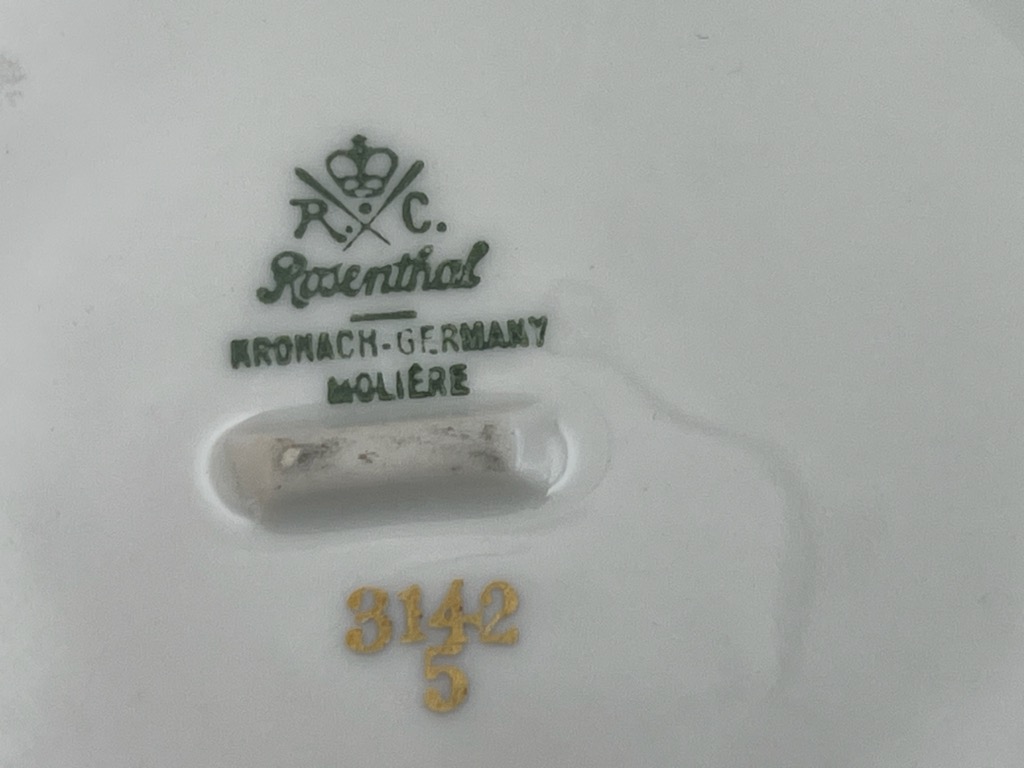 R. C.
Rosenthal
KRONACH-GERMANY
MOLIÈRE
3142
5